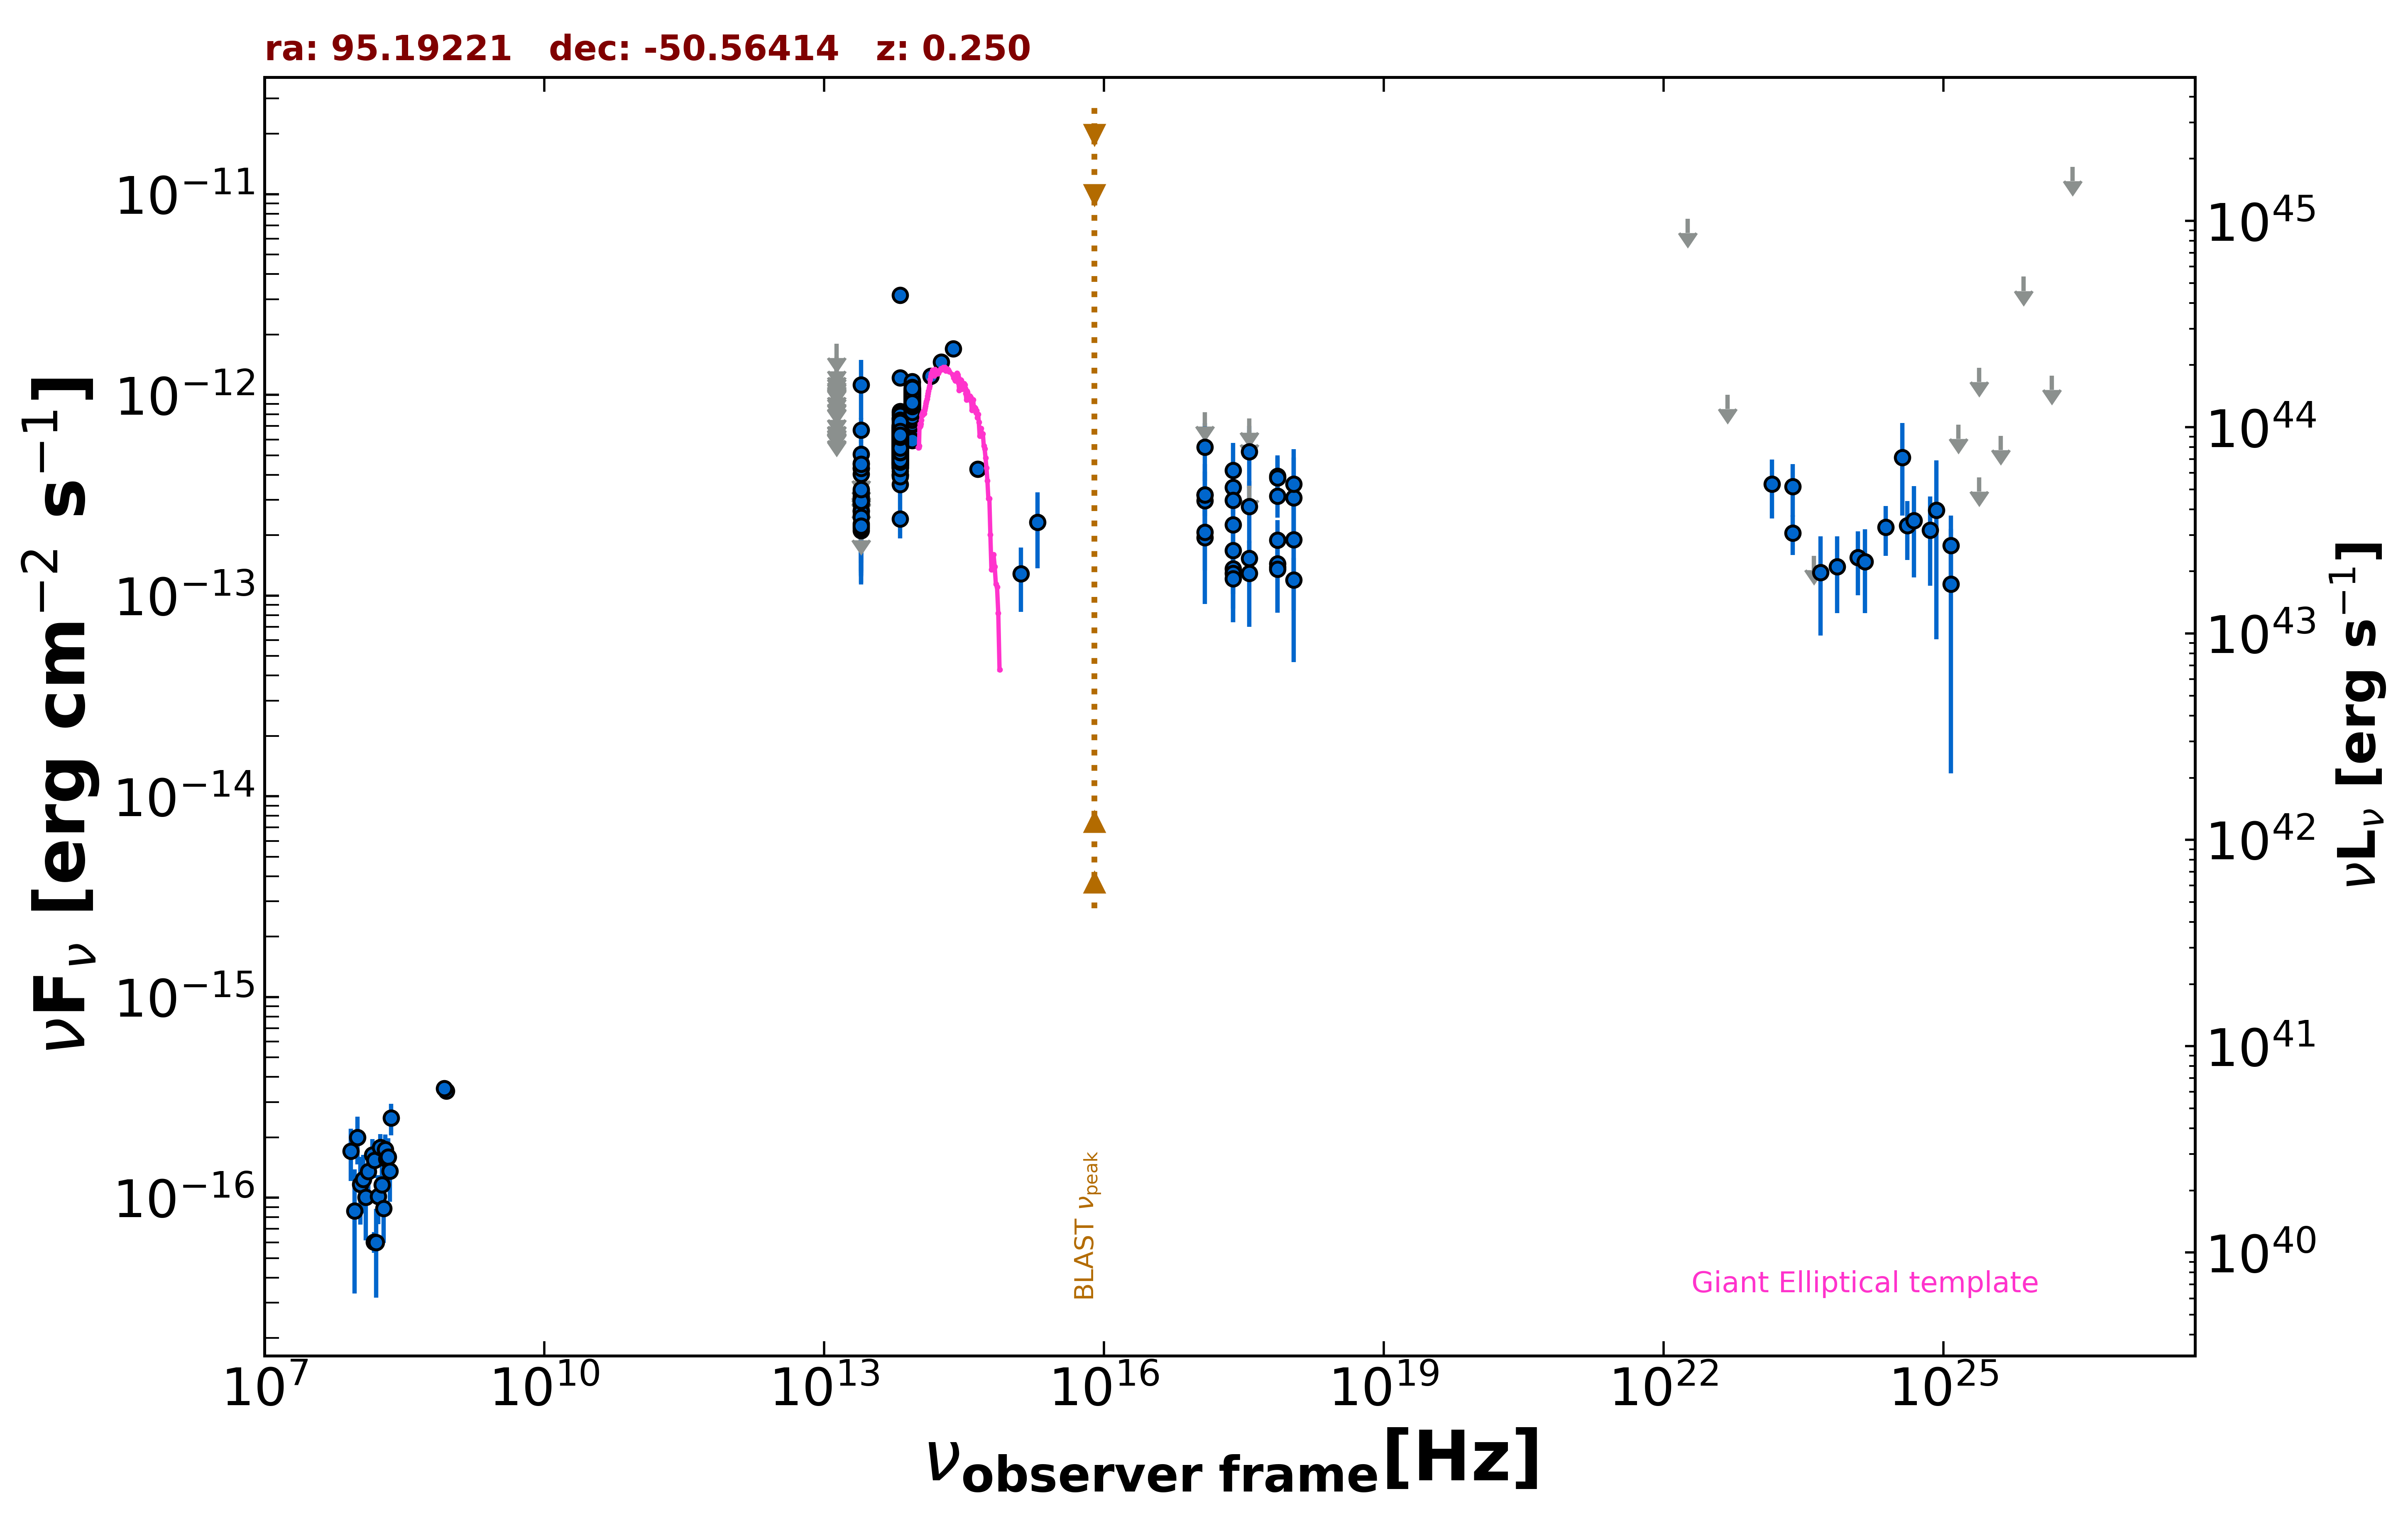 ra: 95.19221 dec: -50.56414 z: 0.250
νF_ν [erg cm^−2 s^−1]
10^−11
10^−12
10^−13
10^−14
10^−15
10^−16
10^45
10^44
10^43
10^42
10^41
10^40
νL_ν [erg s^−1]
BLAST ν_peak
Giant Elliptical template
10^7 10^10 10^13 10^16 10^19 10^22 10^25
ν_observer frame [Hz]